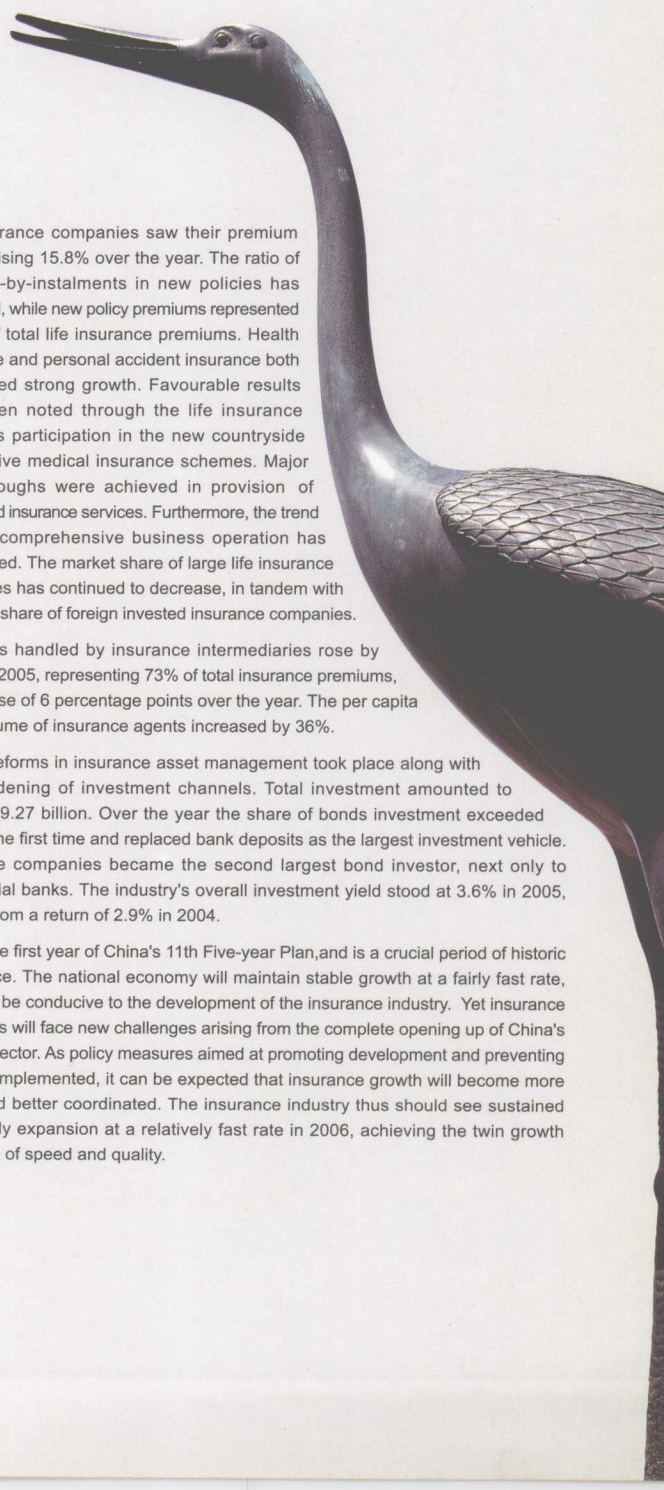 rance companies saw their premium
ising 15.8% over the year. The ratio of
-by-instalments in new policies has
, while new policy premiums represented
total life insurance premiums. Health
e and personal accident insurance both
ed strong growth. Favourable results
en noted through the life insurance
s participation in the new countryside
ive medical insurance schemes. Major
oughs were achieved in provision of
d insurance services. Furthermore, the trend
comprehensive business operation has
ed. The market share of large life insurance
es has continued to decrease, in tandem with
share of foreign invested insurance companies.
s handled by insurance intermediaries rose by
2005, representing 73% of total insurance premiums,
se of 6 percentage points over the year. The per capita
ume of insurance agents increased by 36%.
eforms in insurance asset management took place along with
dening of investment channels. Total investment amounted to
9.27 billion. Over the year the share of bonds investment exceeded
he first time and replaced bank deposits as the largest investment vehicle.
e companies became the second largest bond investor, next only to
ial banks. The industry's overall investment yield stood at 3.6% in 2005,
om a return of 2.9% in 2004.
e first year of China's 11th Five-year Plan,and is a crucial period of historic
ce. The national economy will maintain stable growth at a fairly fast rate,
be conducive to the development of the insurance industry. Yet insurance
s will face new challenges arising from the complete opening up of China's
ector. As policy measures aimed at promoting development and preventing
mplemented, it can be expected that insurance growth will become more
d better coordinated. The insurance industry thus should see sustained
ly expansion at a relatively fast rate in 2006, achieving the twin growth
of speed and quality.